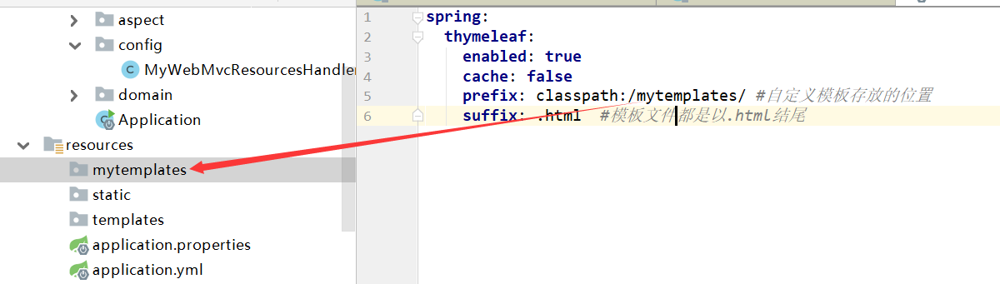 aspect
config
MyWebMvcResourcesHandler
domain
Application
resources
mytemplates
static
templates
application.properties
application.yml
1 spring:
2 thymeleaf:
3 enabled: true
4 cache: false
5 prefix: classpath:/mytemplates/ #自定义模板存放的位置
6 suffix: .html #模板文件都是以.html结尾